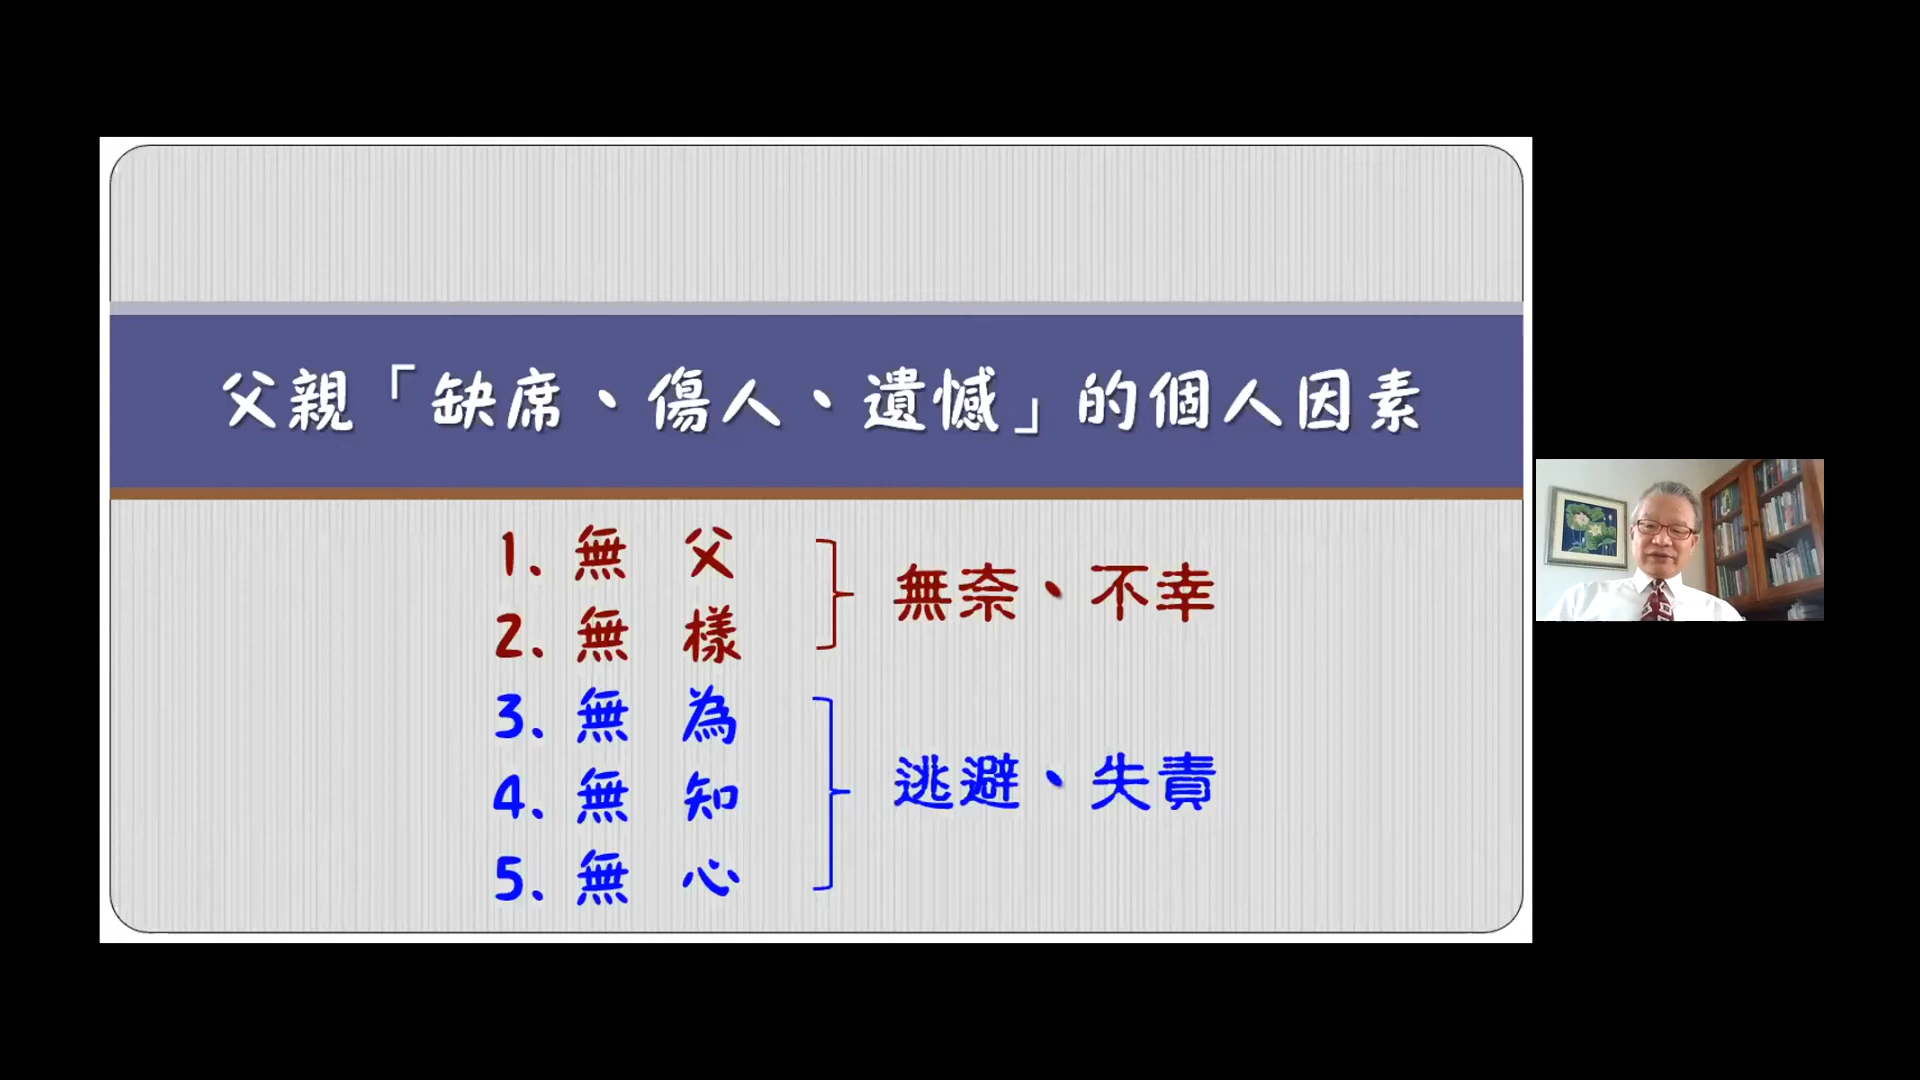 父親「缺席、傷人、遺憾」的個人因素
1. 無 父
2. 無 樣
無奈、不幸
3. 無 為
4. 無 知
5. 無 心
逃避、失責